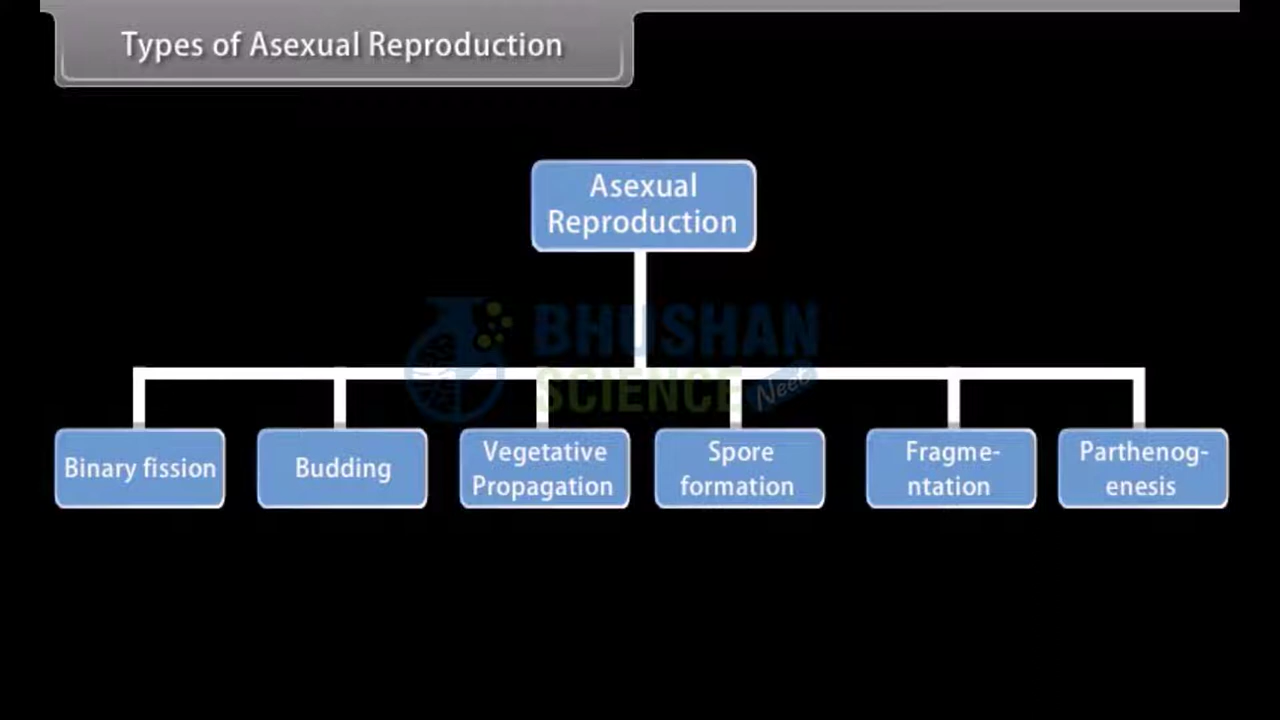 Types of Asexual Reproduction
Asexual
Reproduction
BHUSHAN
SCIENCE
Neet
Binary fission
Budding
Vegetative
Propagation
Spore
formation
Fragme-
ntation
Parthenog-
enesis